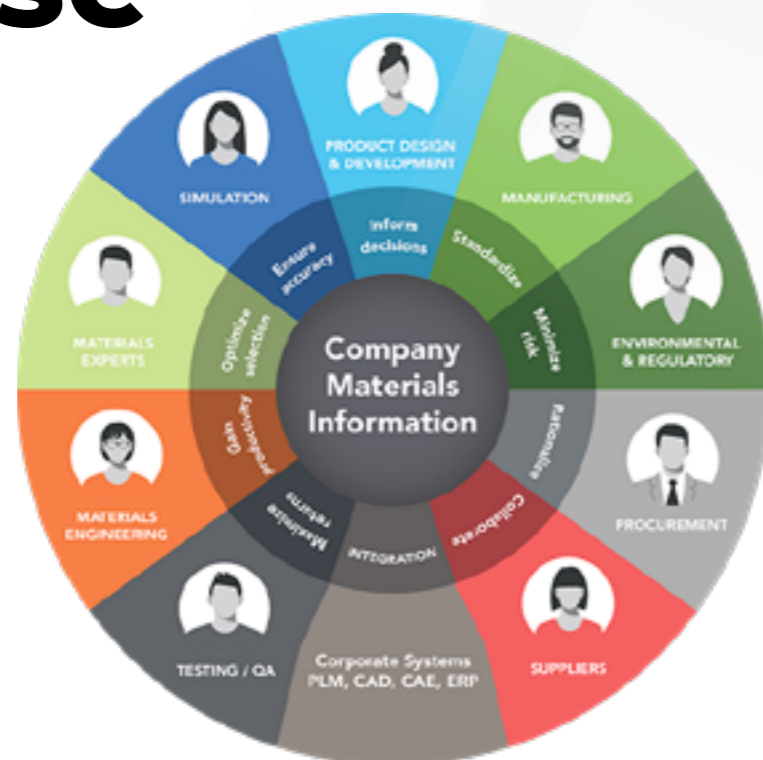 sc
PRODUCT DESIGN
& DEVELOPMENT
Inform
decisions
MANUFACTURING
Standardize
ENVIRONMENTAL
& REGULATORY
Minimize
risk
PROCUREMENT
Rationalize
SUPPLIERS
Collaborate
Corporate Systems
PLM, CAD, CAE, ERP
INTEGRATION
TESTING / QA
Maximize
returns
MATERIALS
ENGINEERING
Gain
productivity
MATERIALS
EXPERTS
Optimize
selection
SIMULATION
Ensure
accuracy
Company
Materials
Information